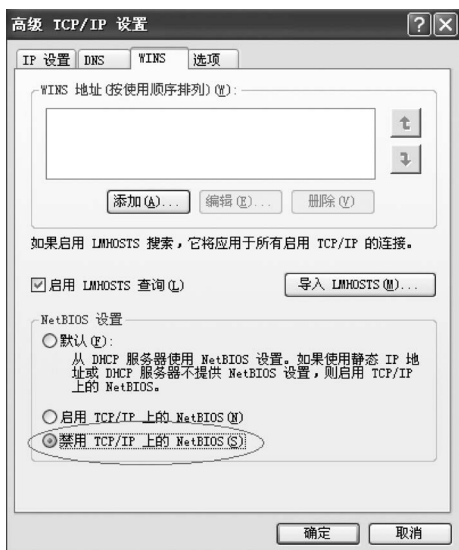 高级 TCP/IP 设置
IP 设置 DNS WINS 选项
WINS 地址(按使用顺序排列)(W):
添加(A)... 编辑(E)... 删除(V)
如果启用 LMHOSTS 搜索，它将应用于所有启用 TCP/IP 的连接。
启用 LMHOSTS 查询(L) 导入 LMHOSTS(M)...
NetBIOS 设置
默认(F):
从 DHCP 服务器使用 NetBIOS 设置。如果使用静态 IP 地
址或 DHCP 服务器不提供 NetBIOS 设置，则启用 TCP/IP
上的 NetBIOS。
启用 TCP/IP 上的 NetBIOS(N)
禁用 TCP/IP 上的 NetBIOS(S)
确定 取消